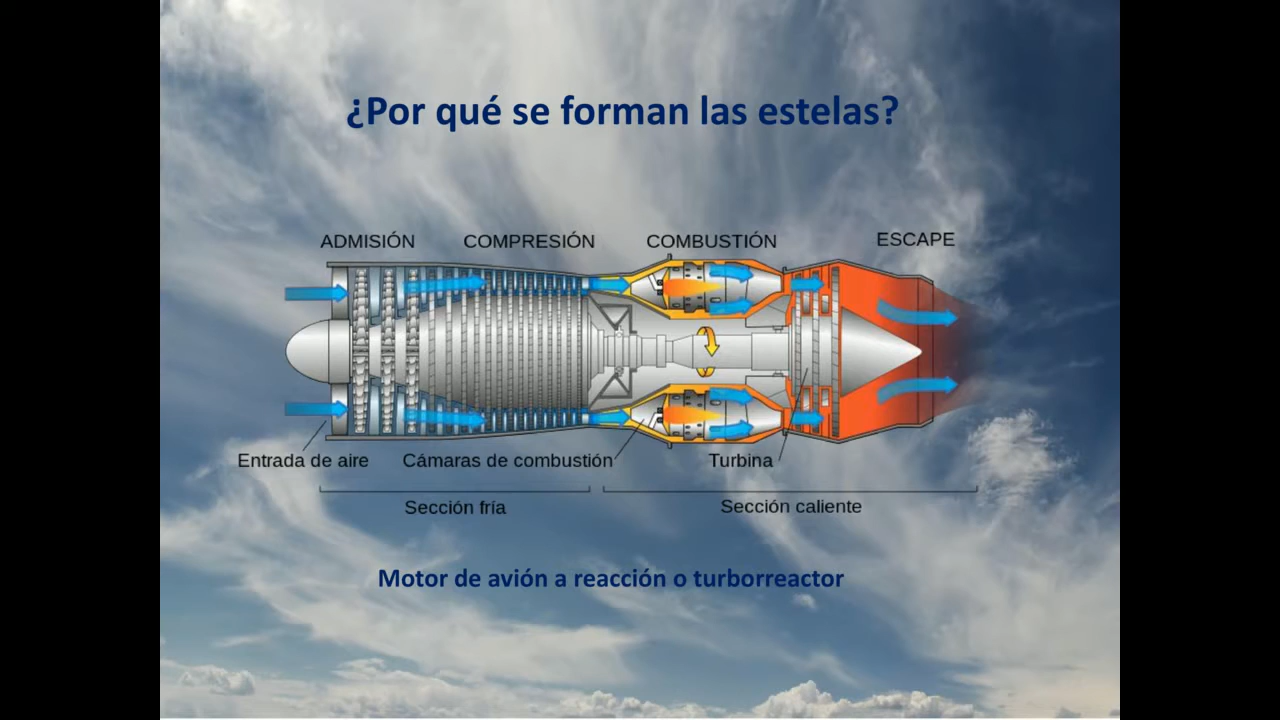 ¿Por qué se forman las estelas?
ADMISIÓN COMPRESIÓN COMBUSTIÓN ESCAPE
Entrada de aire Cámaras de combustión Turbina
Sección fría Sección caliente
Motor de avión a reacción o turborreactor